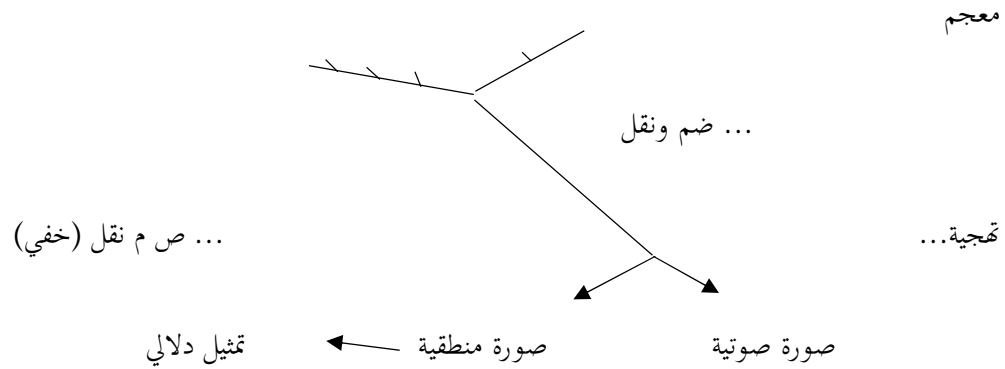 معجم
... ضم ونقل
تهجية... ... ص م نقل (خفي)
صورة صوتية صورة منطقية تمثيل دلالي